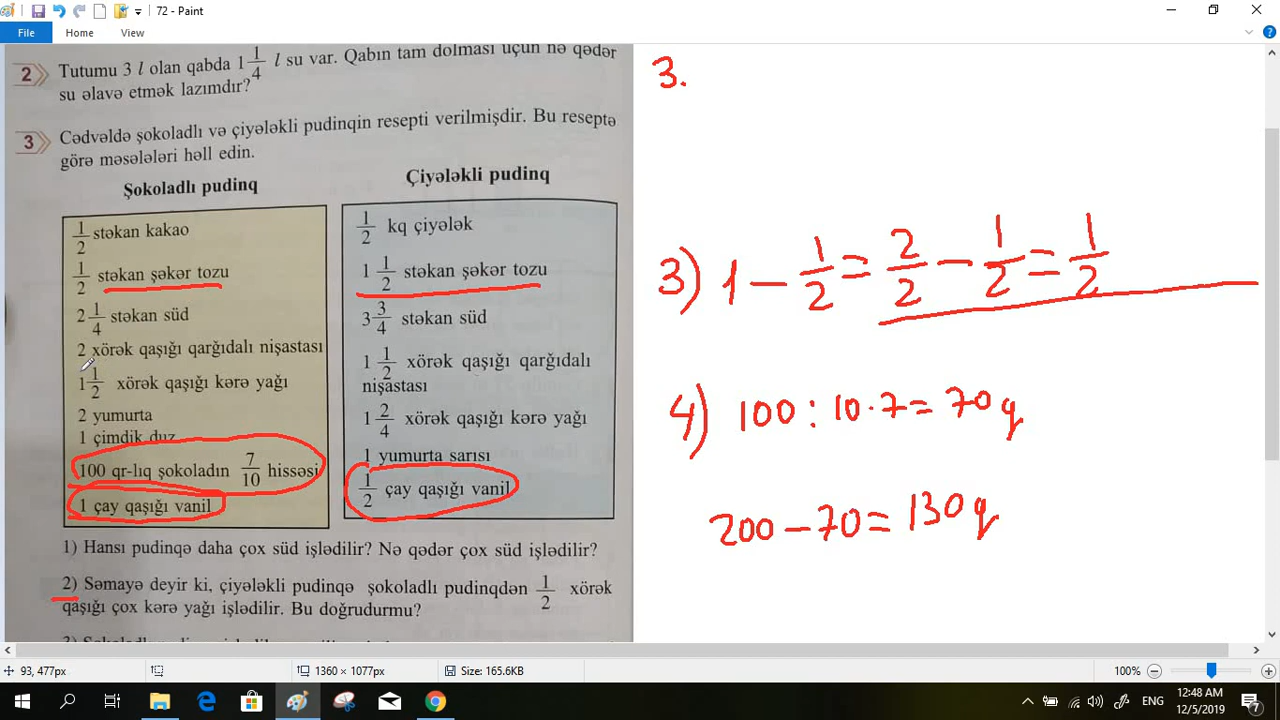 72 - Paint
File
Home
View
2
Tutumu 3 l olan qabda 1 1/4 l su var. Qabın tam dolması üçün nə qədər
su əlavə etmək lazımdır?
3
Cədvəldə şokoladlı və çiyələkli pudinqin resepti verilmişdir. Bu reseptə
görə məsələləri həll edin.
Şokoladlı pudinq
1/2 stəkan kakao
1/2 stəkan şəkər tozu
2 1/4 stəkan süd
2 xörək qaşığı qarğıdalı nişastası
1 1/2 xörək qaşığı kərə yağı
2 yumurta
1 çimdik duz
100 qr-lıq şokoladın 7/10 hissəsi
1 çay qaşığı vanil
Çiyələkli pudinq
1/2 kq çiyələk
1 1/2 stəkan şəkər tozu
3 3/4 stəkan süd
1 1/2 xörək qaşığı qarğıdalı
nişastası
1 2/4 xörək qaşığı kərə yağı
1 yumurta sarısı
1/2 çay qaşığı vanil
1) Hansı pudinqə daha çox süd işlədilir? Nə qədər çox süd işlədilir?
2) Səmayə deyir ki, çiyələkli pudinqə şokoladlı pudinqdən 1/2 xörək
qaşığı çox kərə yağı işlədilir. Bu doğrudurmu?
3.
3) 1 - 1/2 = 2/2 - 1/2 = 1/2
4) 100 : 10 · 7 = 70 q
200 - 70 = 130 q
93, 477px
1360 × 1077px
Size: 165.6KB
100%
ENG
12:48 AM
12/5/2019
7